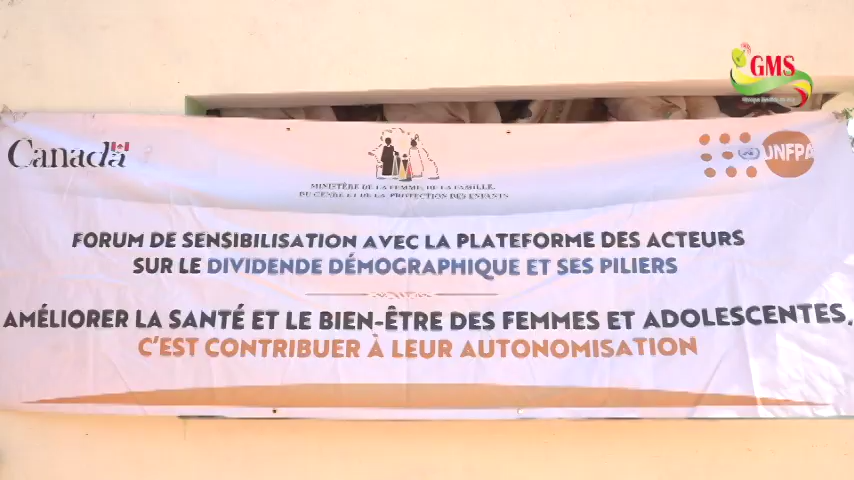 GMS
Canada
UNFPA
MINISTÈRE DE LA FEMME, DE LA FAMILLE,
DU GENRE ET DE LA PROTECTION DES ENFANTS
FORUM DE SENSIBILISATION AVEC LA PLATEFORME DES ACTEURS
SUR LE DIVIDENDE DÉMOGRAPHIQUE ET SES PILIERS
AMÉLIORER LA SANTÉ ET LE BIEN-ÊTRE DES FEMMES ET ADOLESCENTES,
C'EST CONTRIBUER À LEUR AUTONOMISATION